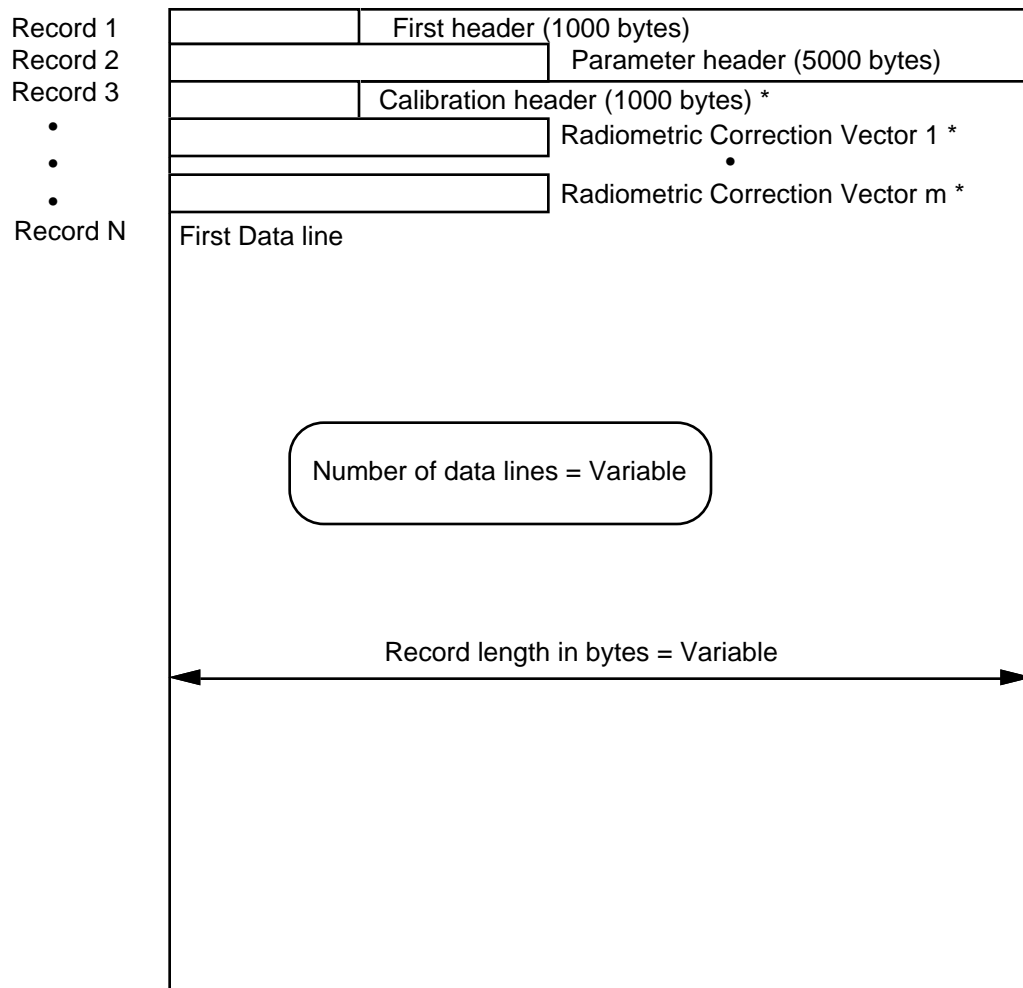 Record 1 First header (1000 bytes)
Record 2 Parameter header (5000 bytes)
Record 3 Calibration header (1000 bytes) *
• Radiometric Correction Vector 1 *
• •
• Radiometric Correction Vector m *
Record N First Data line
Number of data lines = Variable
Record length in bytes = Variable